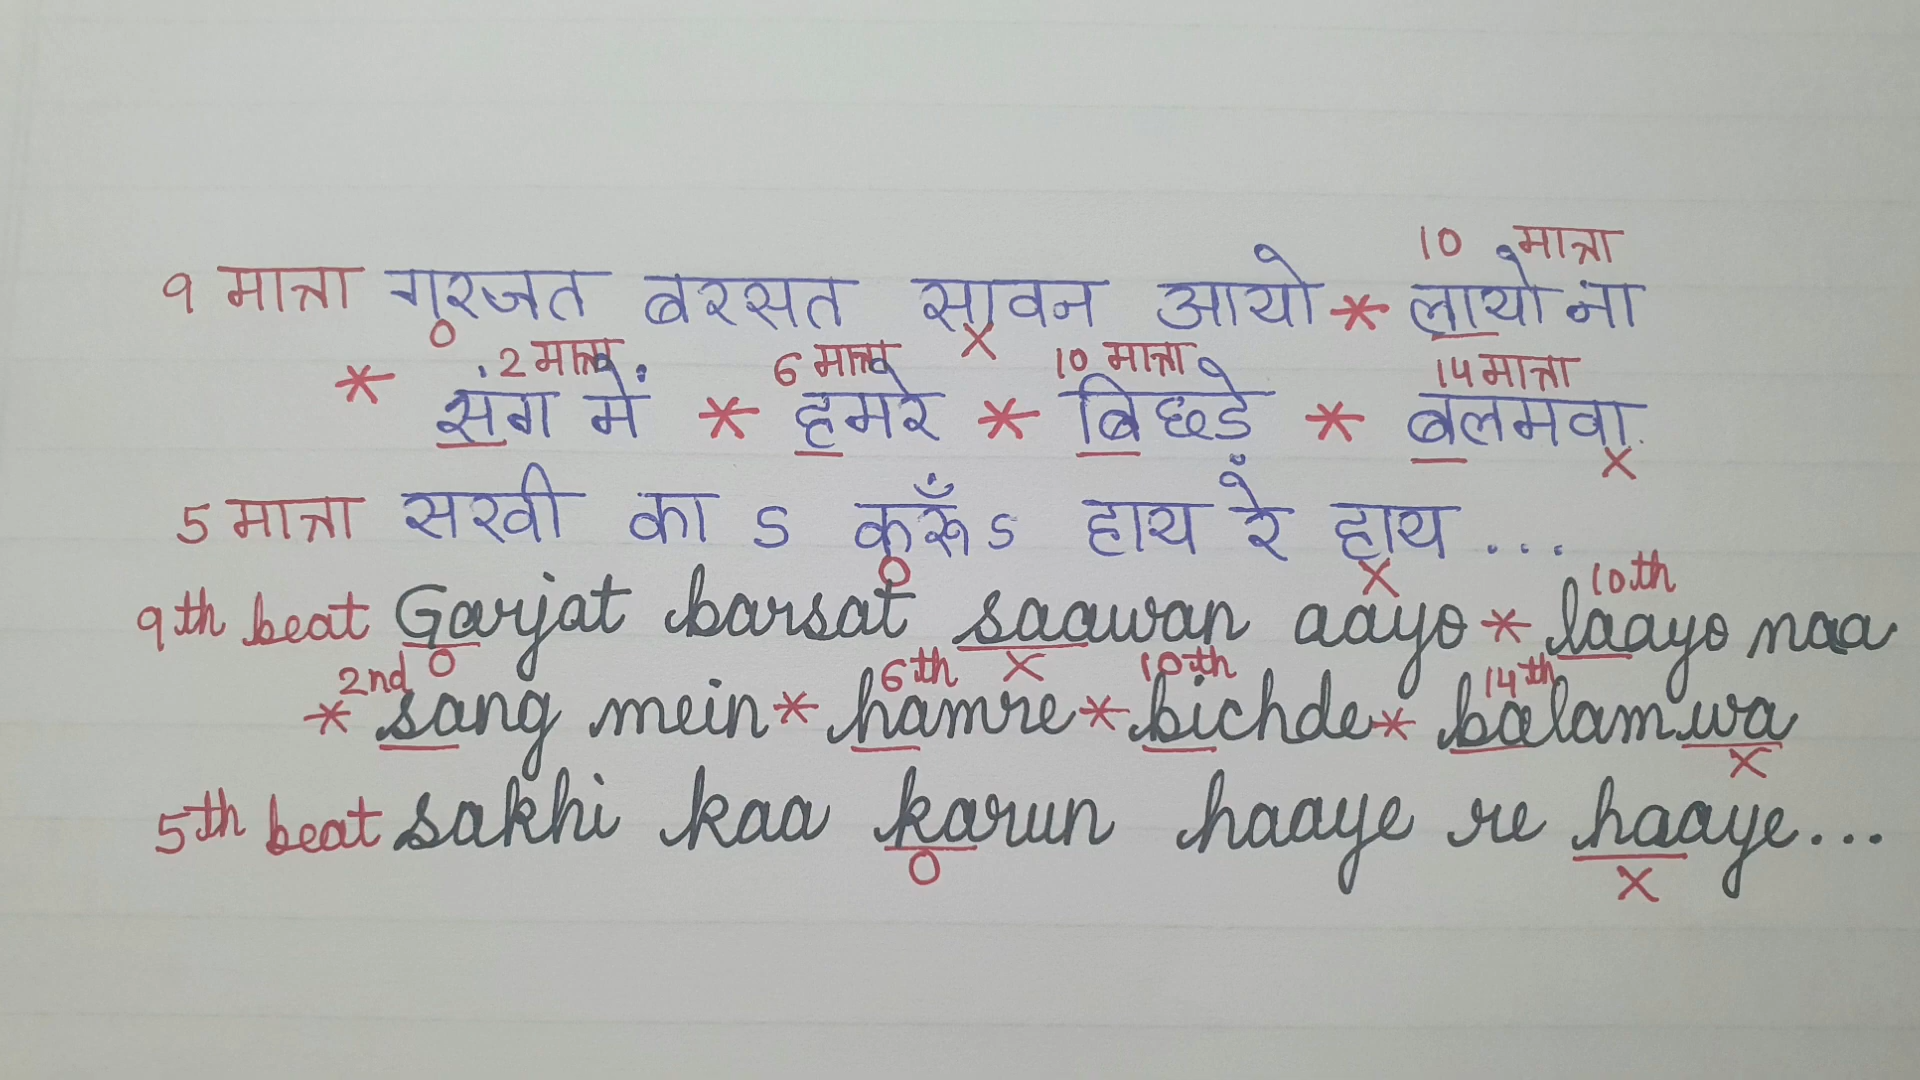 10 मात्रा
9 मात्रा गरजत बरसत सावन आयो * लायो ना
O X
2 मात्रा 6 मात्रा 10 मात्रा 14 मात्रा
* संग में * हमरे * बिछड़े * बलमवा
X
5 मात्रा सखी का ऽ करूँ ऽ हाय रे हाय ...
O X
10th
9th beat Garjat barsat saawan aayo * laayo naa
O X
2nd 6th 10th 14th
* sang mein * hamre * bichde * balamwa
X
5th beat sakhi kaa karun haaye re haaye...
O X